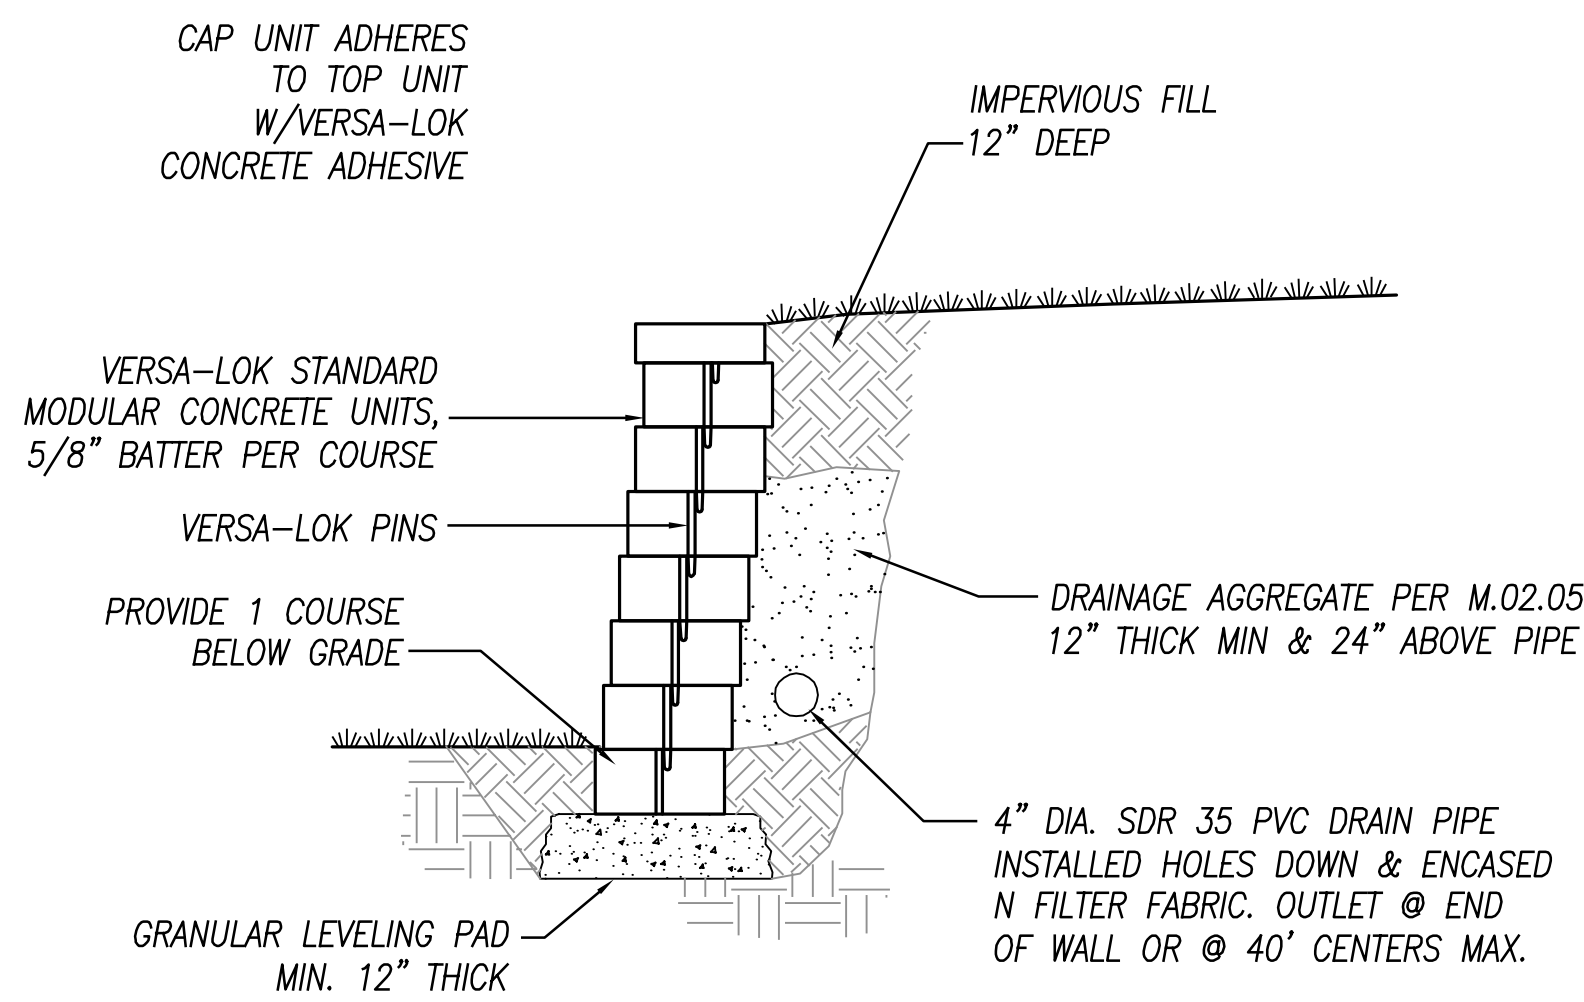 CAP UNIT ADHERES
TO TOP UNIT
W/VERSA-LOK
CONCRETE ADHESIVE
IMPERVIOUS FILL
12" DEEP
VERSA-LOK STANDARD
MODULAR CONCRETE UNITS,
5/8" BATTER PER COURSE
VERSA-LOK PINS
PROVIDE 1 COURSE
BELOW GRADE
DRAINAGE AGGREGATE PER M.02.05
12" THICK MIN & 24" ABOVE PIPE
4" DIA. SDR 35 PVC DRAIN PIPE
INSTALLED HOLES DOWN & ENCASED
N FILTER FABRIC. OUTLET @ END
OF WALL OR @ 40' CENTERS MAX.
GRANULAR LEVELING PAD
MIN. 12" THICK